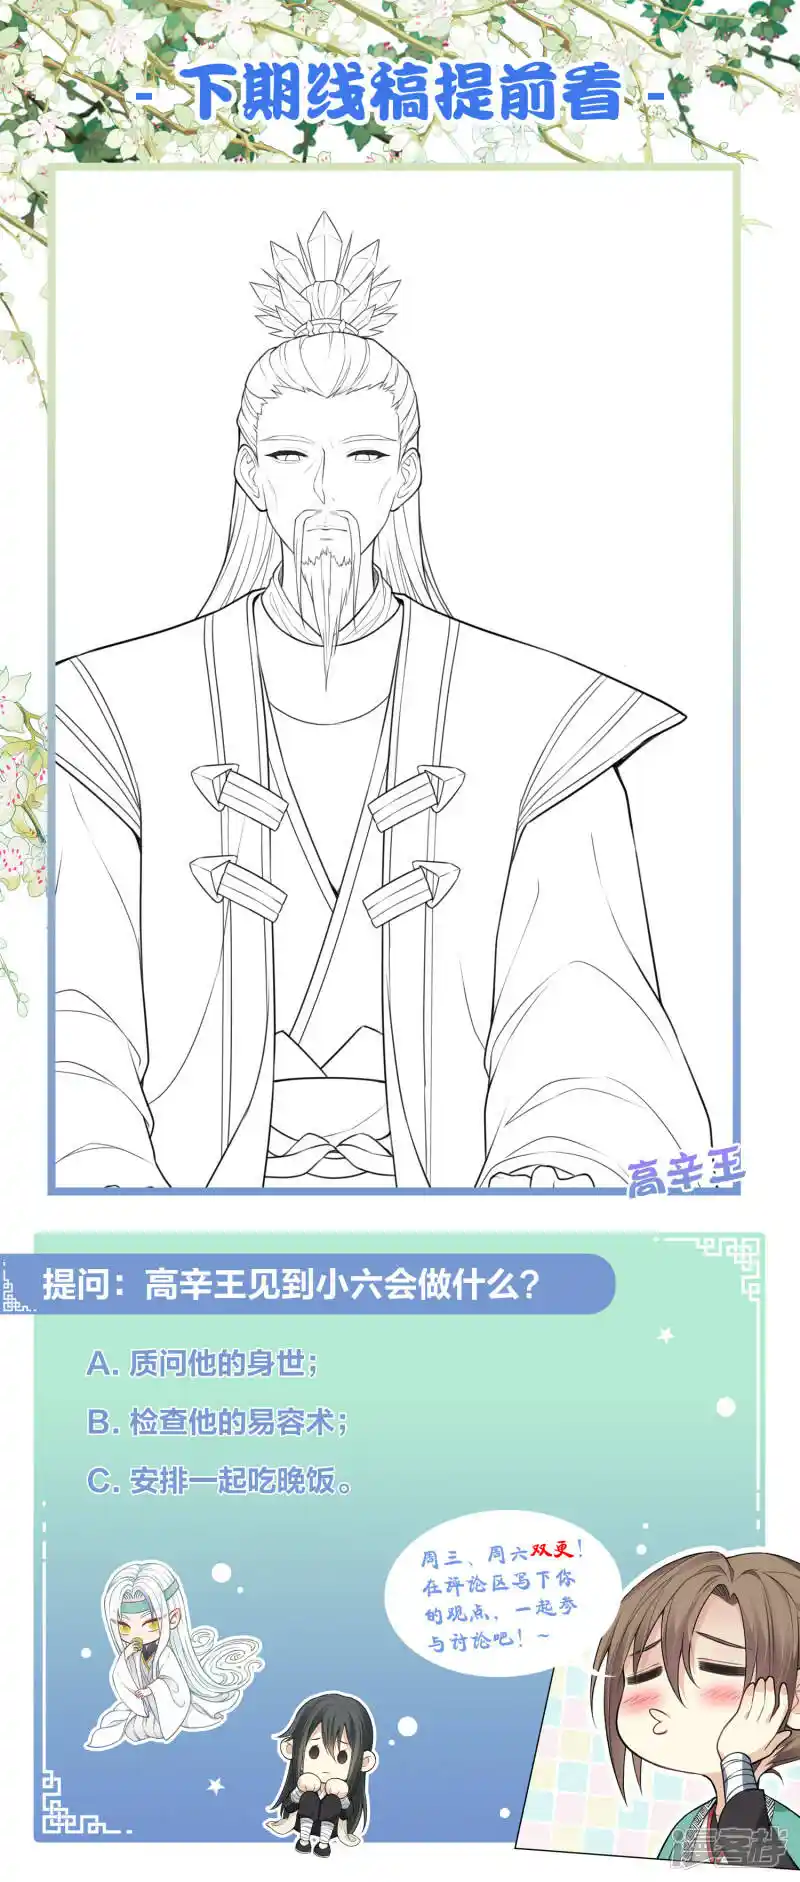 - 下期线稿提前看 -
高辛王
提问：高辛王见到小六会做什么？
A. 质问他的身世；
B. 检查他的易容术；
C. 安排一起吃晚饭。
周三、周六双更！
在评论区写下你
的观点，一起参
与讨论吧！~
漫客栈